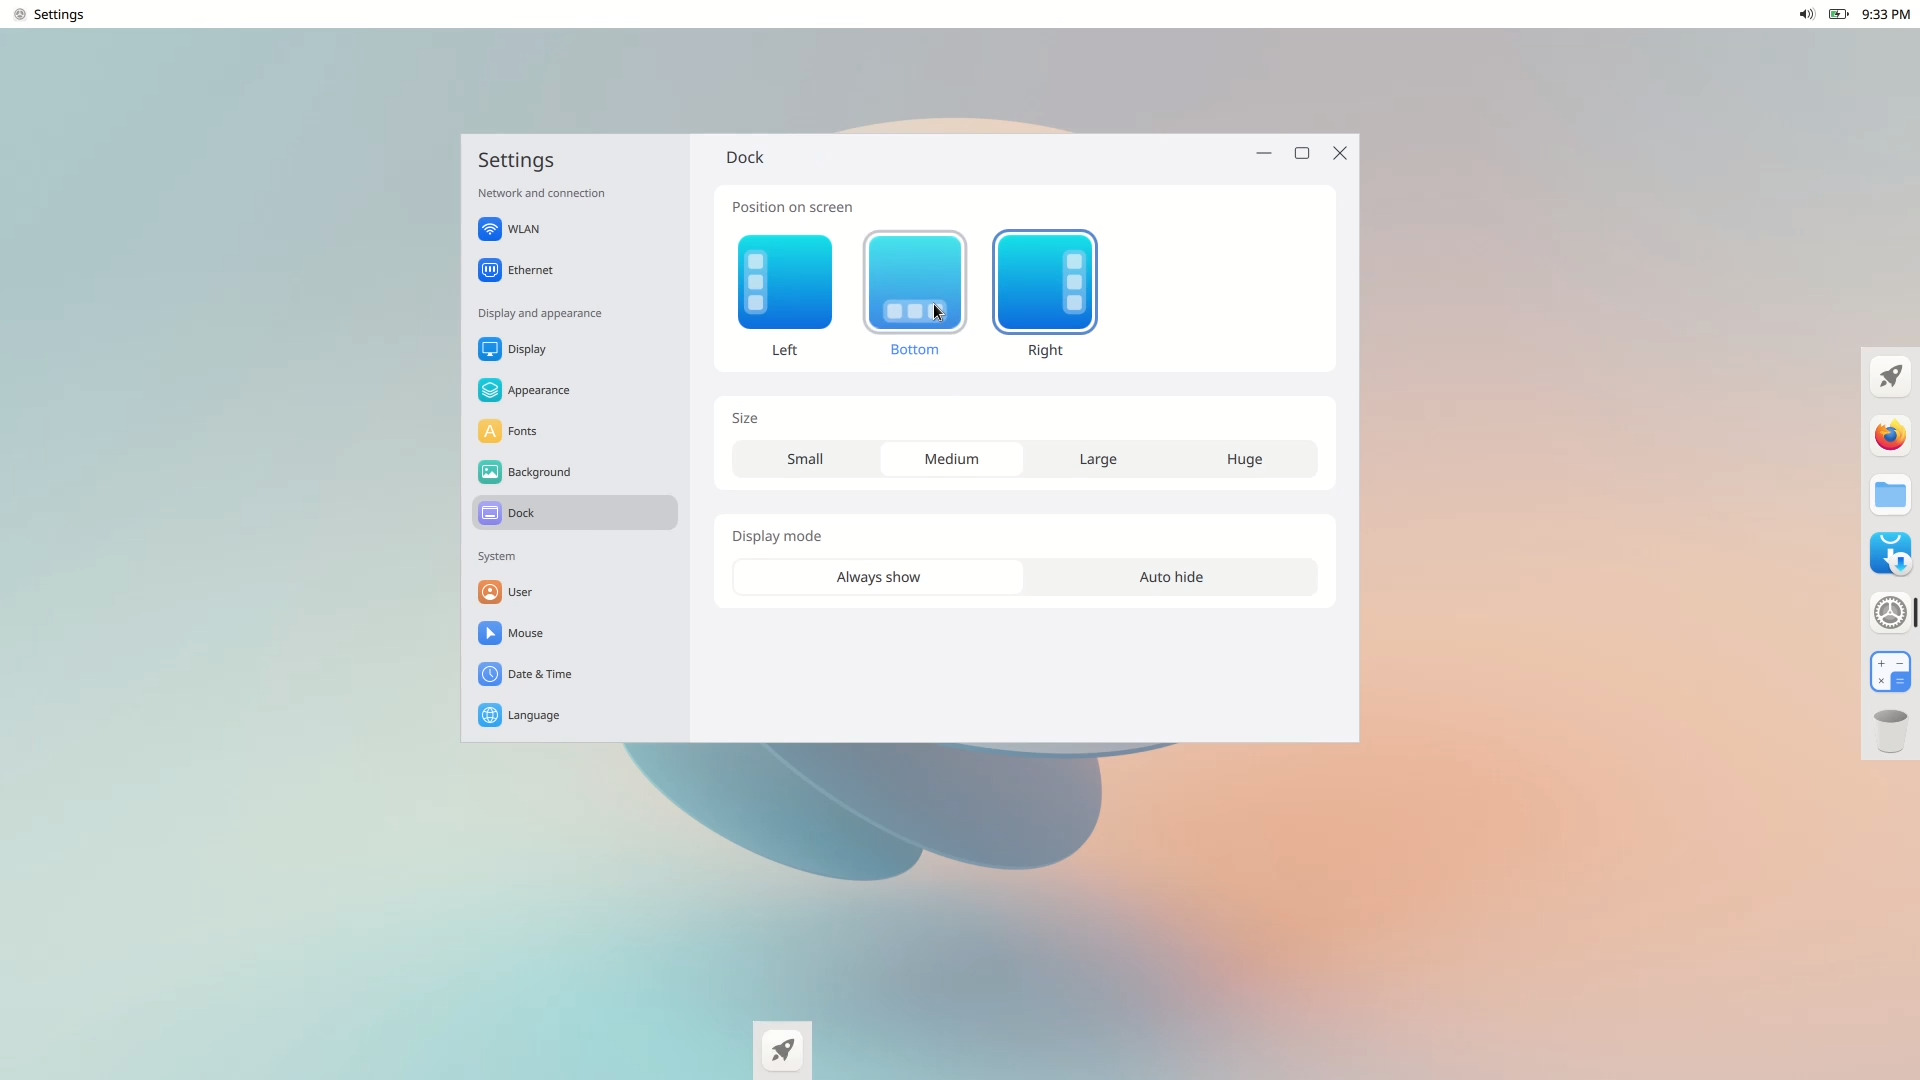 Settings
9:33 PM
Settings
Network and connection
WLAN
Ethernet
Display and appearance
Display
Appearance
Fonts
Background
Dock
System
User
Mouse
Date & Time
Language
Dock
Position on screen
Left
Bottom
Right
Size
Small
Medium
Large
Huge
Display mode
Always show
Auto hide